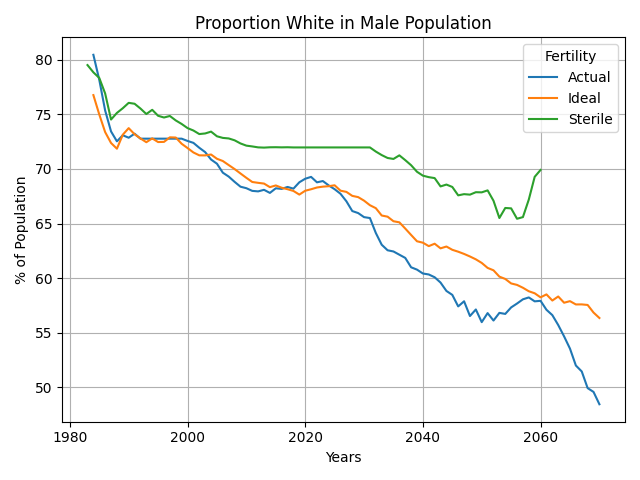 Proportion White in Male Population
Fertility
Actual
Ideal
Sterile
% of Population
80
75
70
65
60
55
50
1980
2000
2020
2040
2060
Years